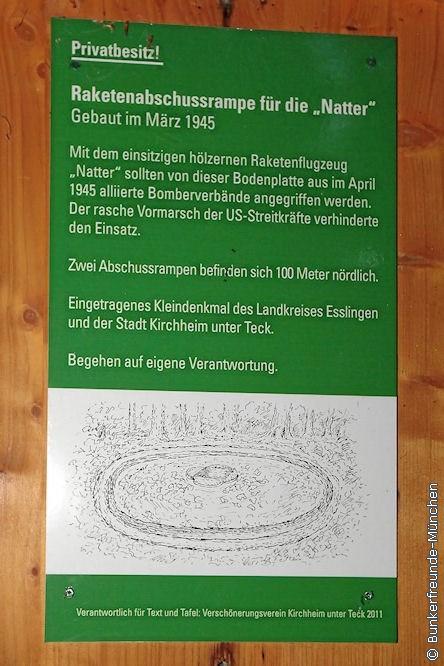 Privatbesitz!
Raketenabschussrampe für die „Natter“
Gebaut im März 1945
Mit dem einsitzigen hölzernen Raketenflugzeug
„Natter“ sollten von dieser Bodenplatte aus im April
1945 alliierte Bomberverbände angegriffen werden.
Der rasche Vormarsch der US-Streitkräfte verhinderte
den Einsatz.
Zwei Abschussrampen befinden sich 100 Meter nördlich.
Eingetragenes Kleindenkmal des Landkreises Esslingen
und der Stadt Kirchheim unter Teck.
Begehen auf eigene Verantwortung.
Verantwortlich für Text und Tafel: Verschönerungsverein Kirchheim unter Teck 2011
© Bunkerfreunde-München